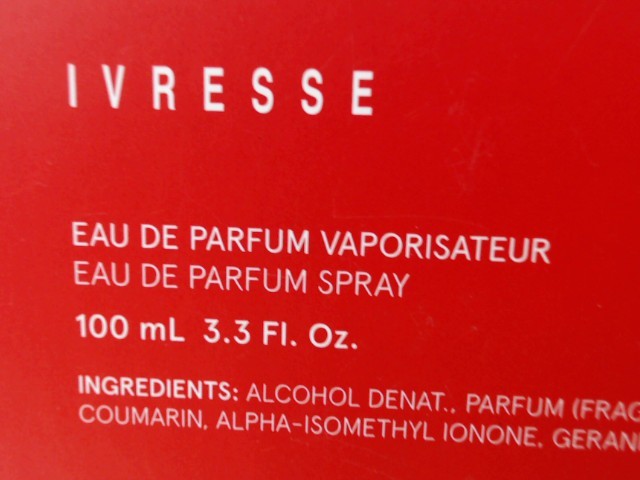 IVRESSE
EAU DE PARFUM VAPORISATEUR
EAU DE PARFUM SPRAY
100 mL 3.3 Fl. Oz.
INGREDIENTS: ALCOHOL DENAT., PARFUM
COUMARIN, ALPHA-ISOMETHYL IONONE,